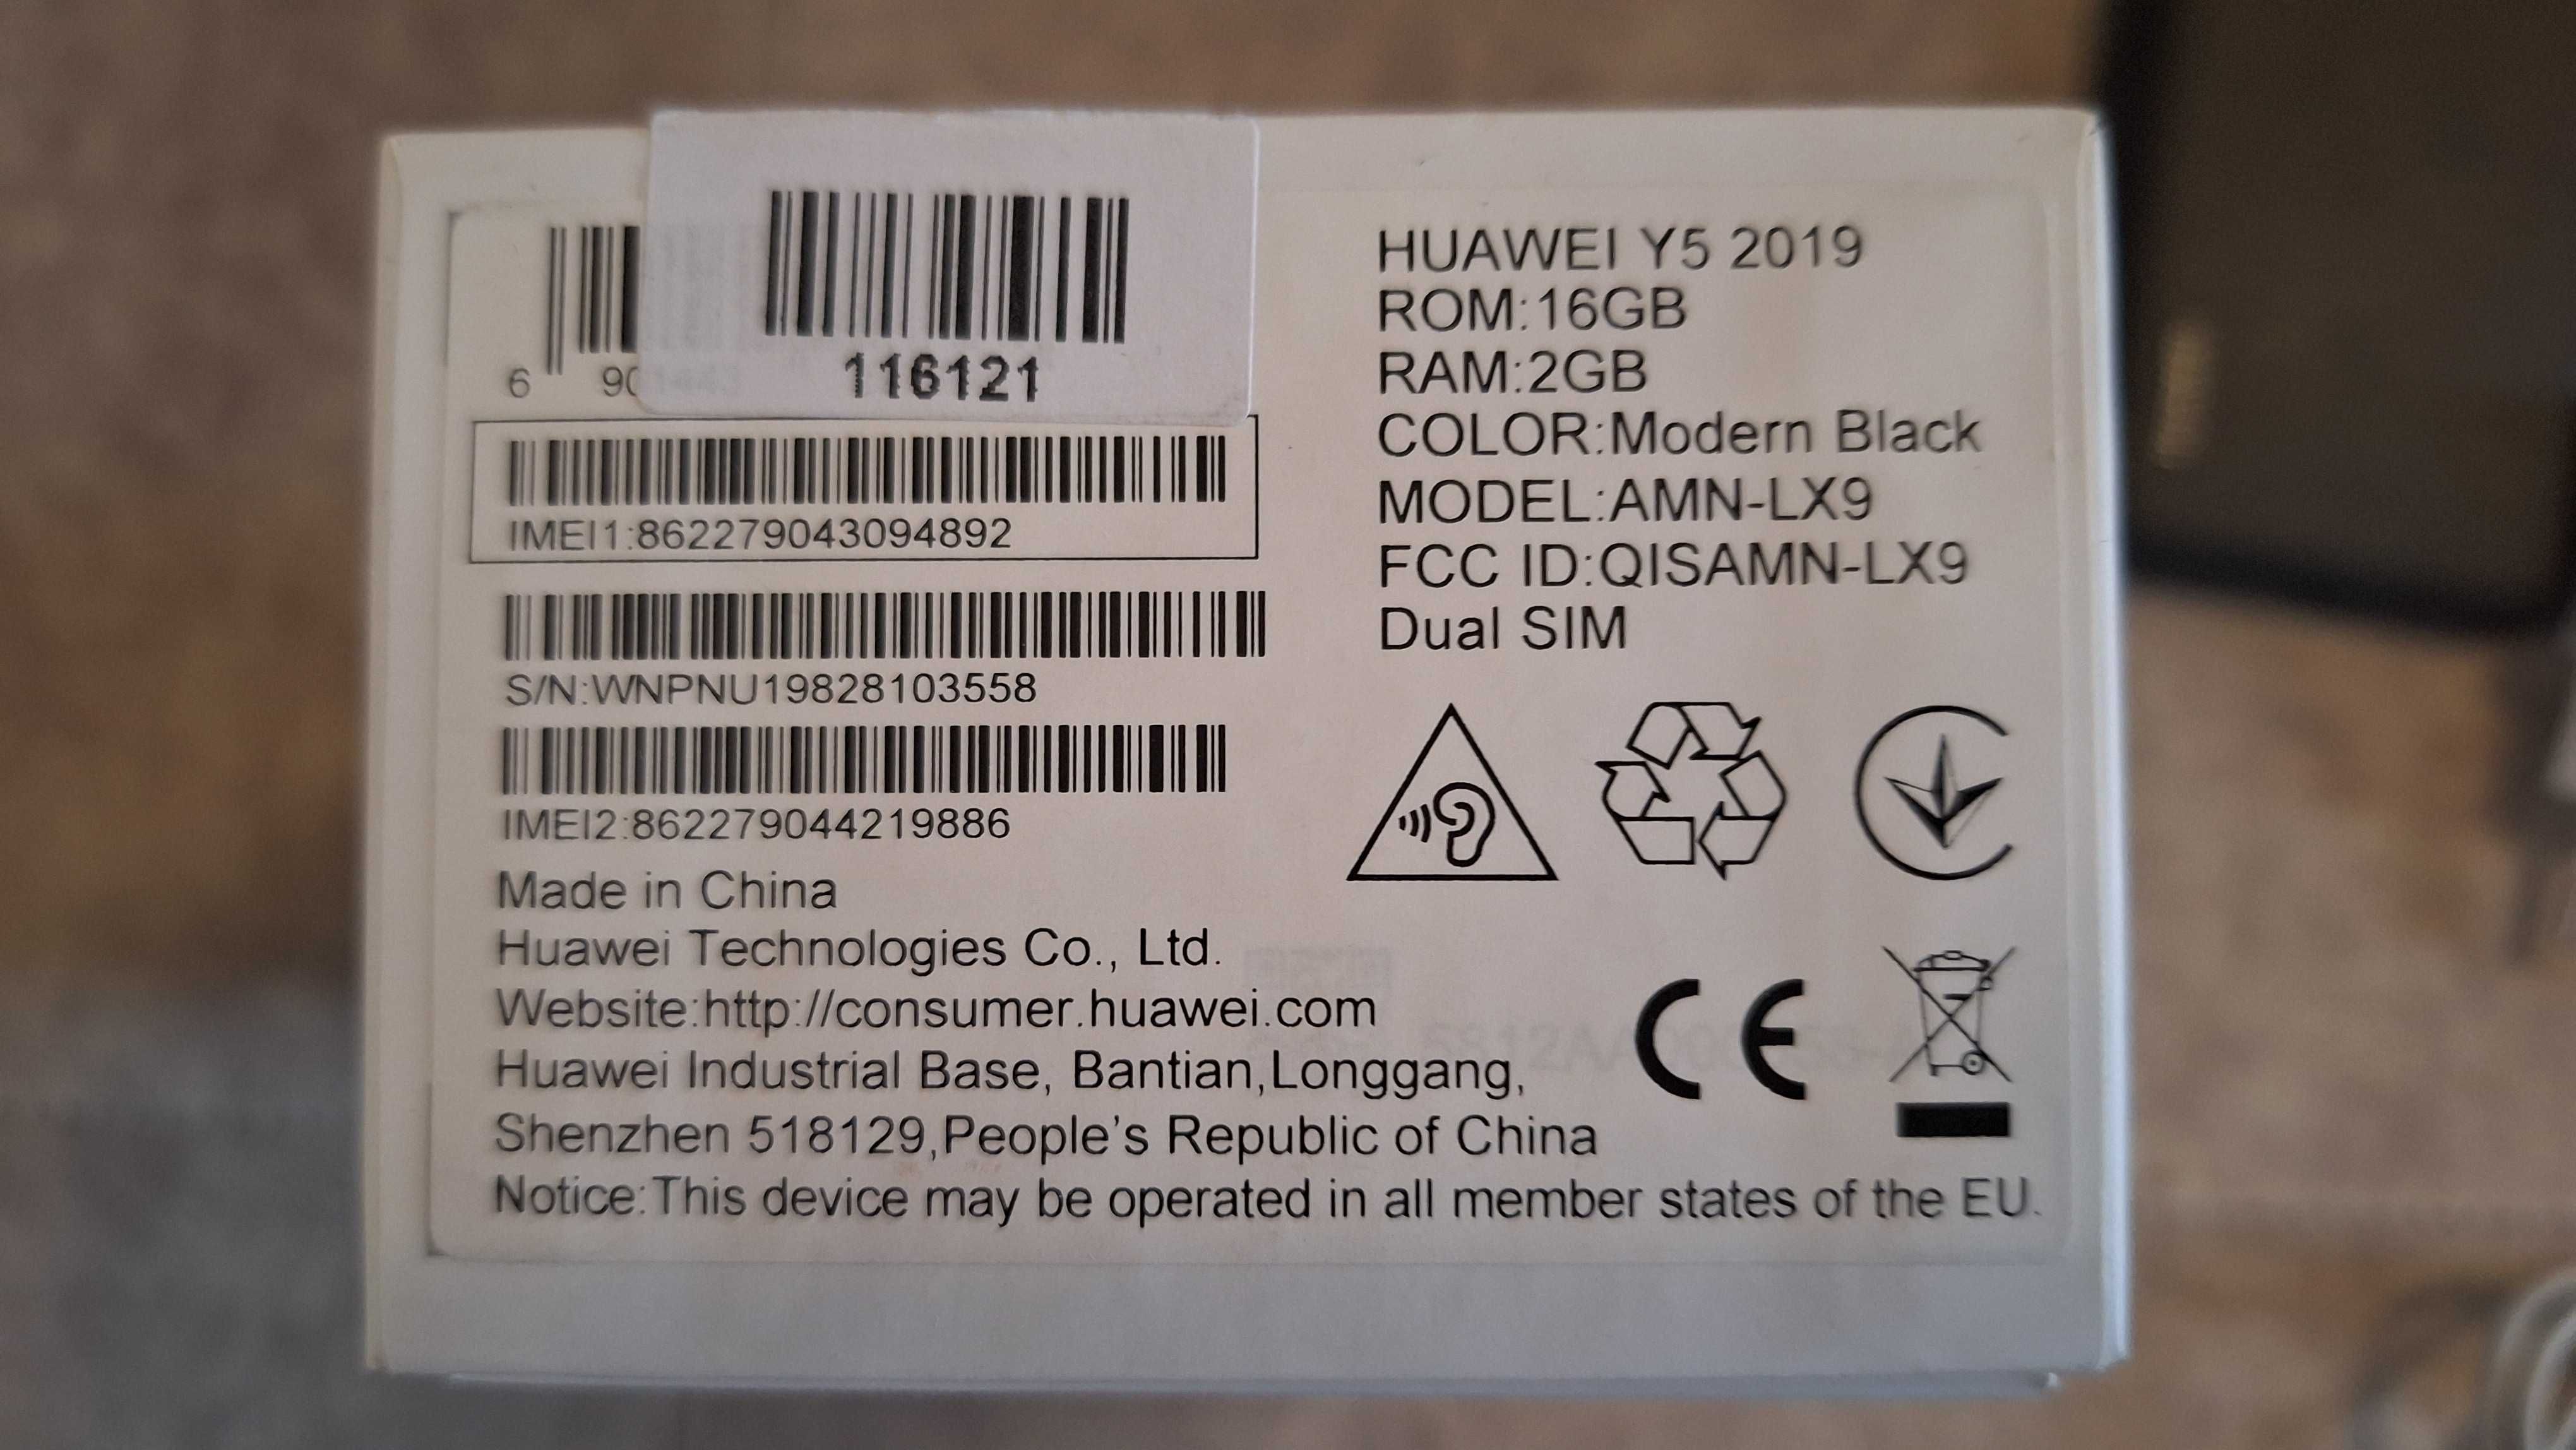 116121
6 90
IMEI1:862279043094892
S/N:WNPNU19828103558
IMEI2:862279044219886
Made in China
Huawei Technologies Co., Ltd.
Website:http://consumer.huawei.com
Huawei Industrial Base, Bantian,Longgang,
Shenzhen 518129,People's Republic of China
Notice:This device may be operated in all member states of the EU.
HUAWEI Y5 2019
ROM:16GB
RAM:2GB
COLOR:Modern Black
MODEL:AMN-LX9
FCC ID:QISAMN-LX9
Dual SIM
CE